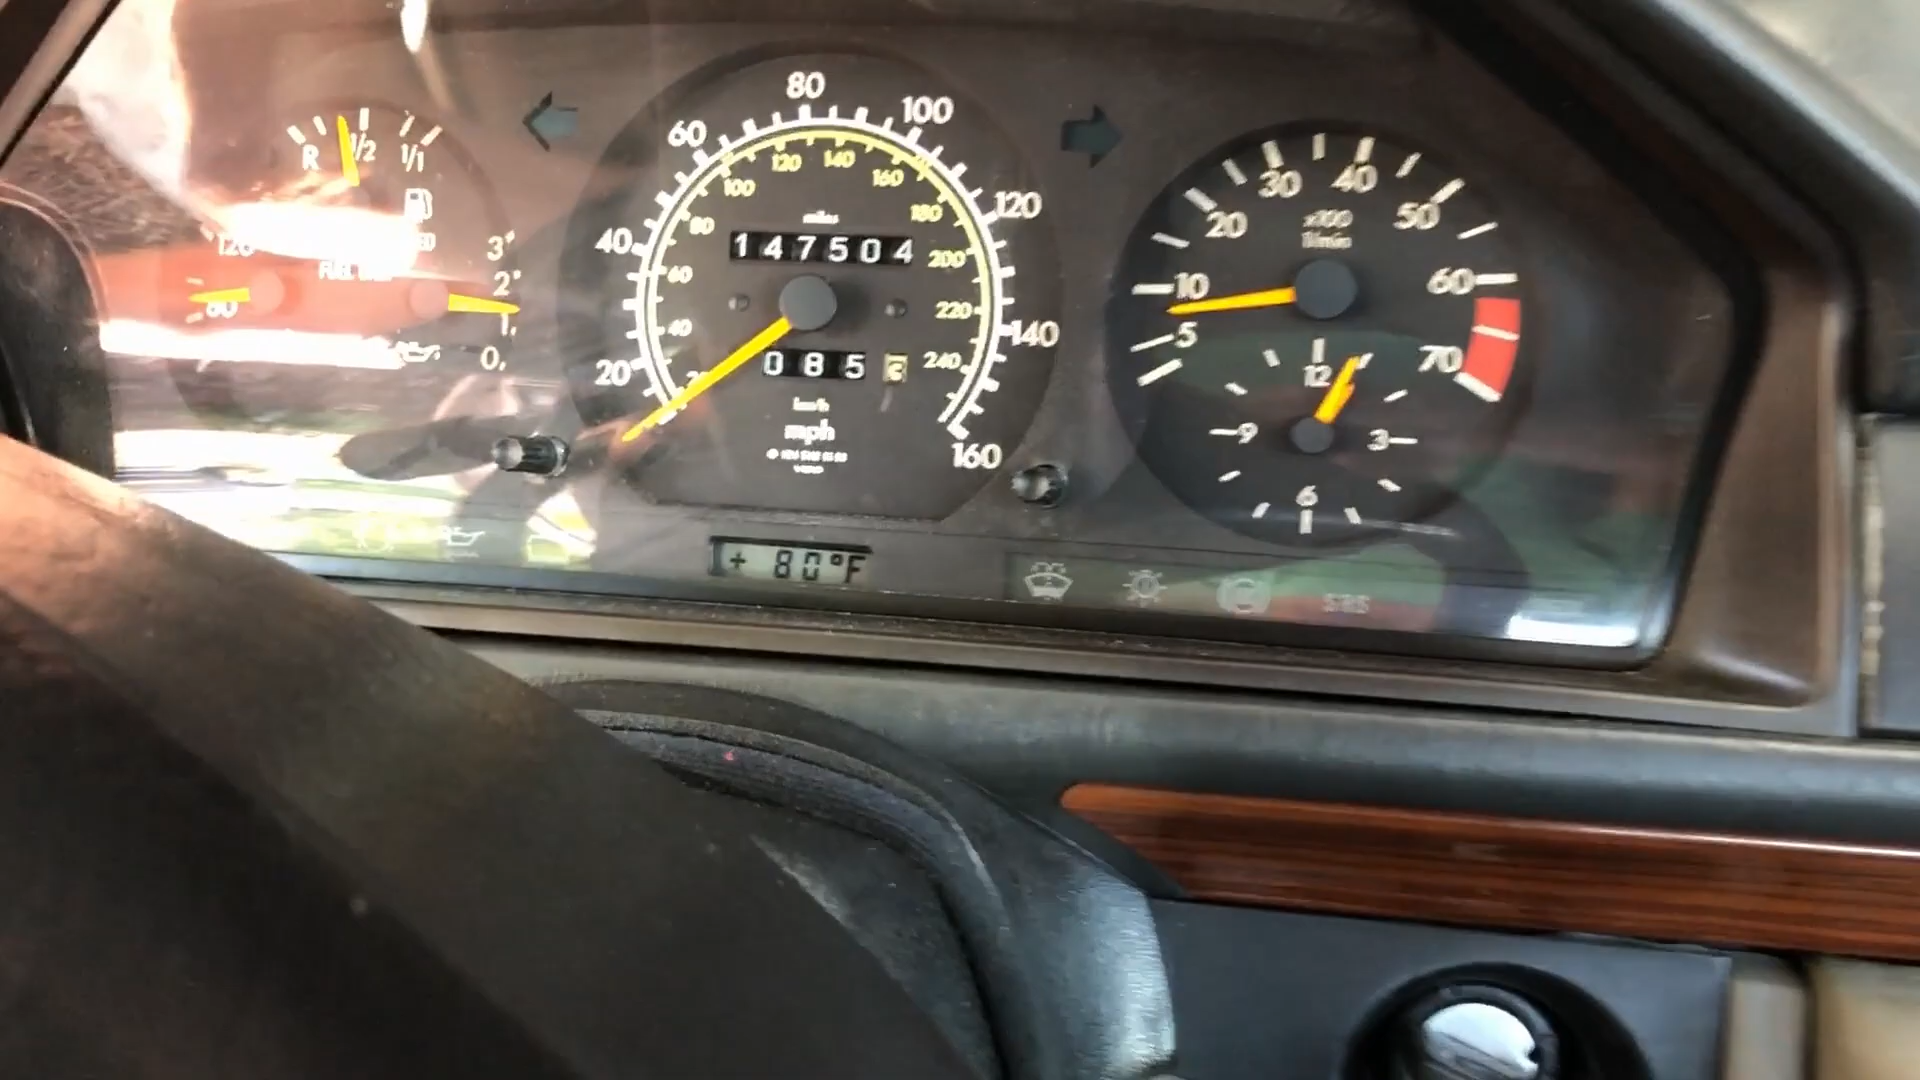 R 1/2 1/1
120
80
3
2
1
0
20 40 60 80 100 120 140 160
40 60 80 100 120 140 160 180 200 220 240
miles
147504
085
km/h
mph
5 10 20 30 40 50 60 70
x100
1/min
12
3
6
9
+ 80°F
SRS